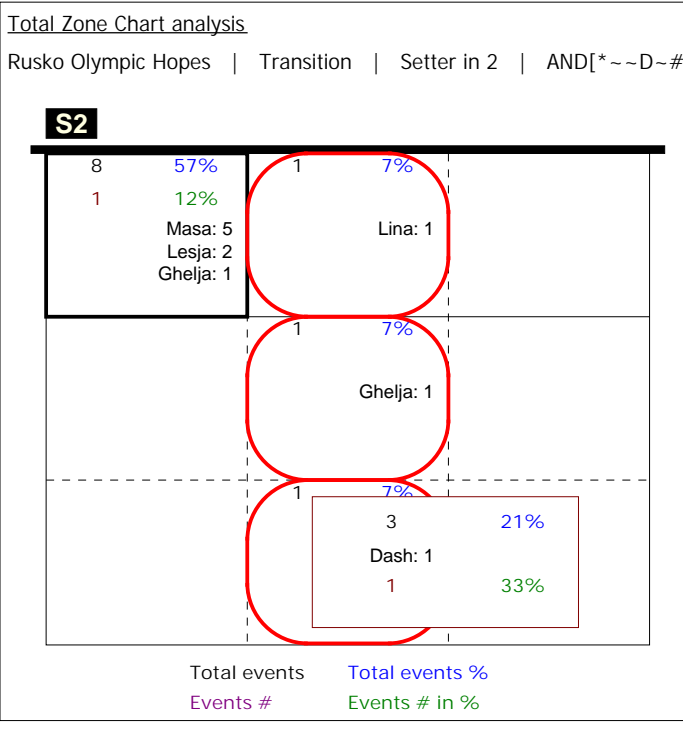 Total Zone Chart analysis
Rusko Olympic Hopes | Transition | Setter in 2 | AND[*~~D~#
S2
8 57% 1 7%
1 12%
Masa: 5 Lina: 1
Lesja: 2
Ghelja: 1
1 7%
Ghelja: 1
1 7%
3 21%
Dash: 1
1 33%
Total events Total events %
Events # Events # in %